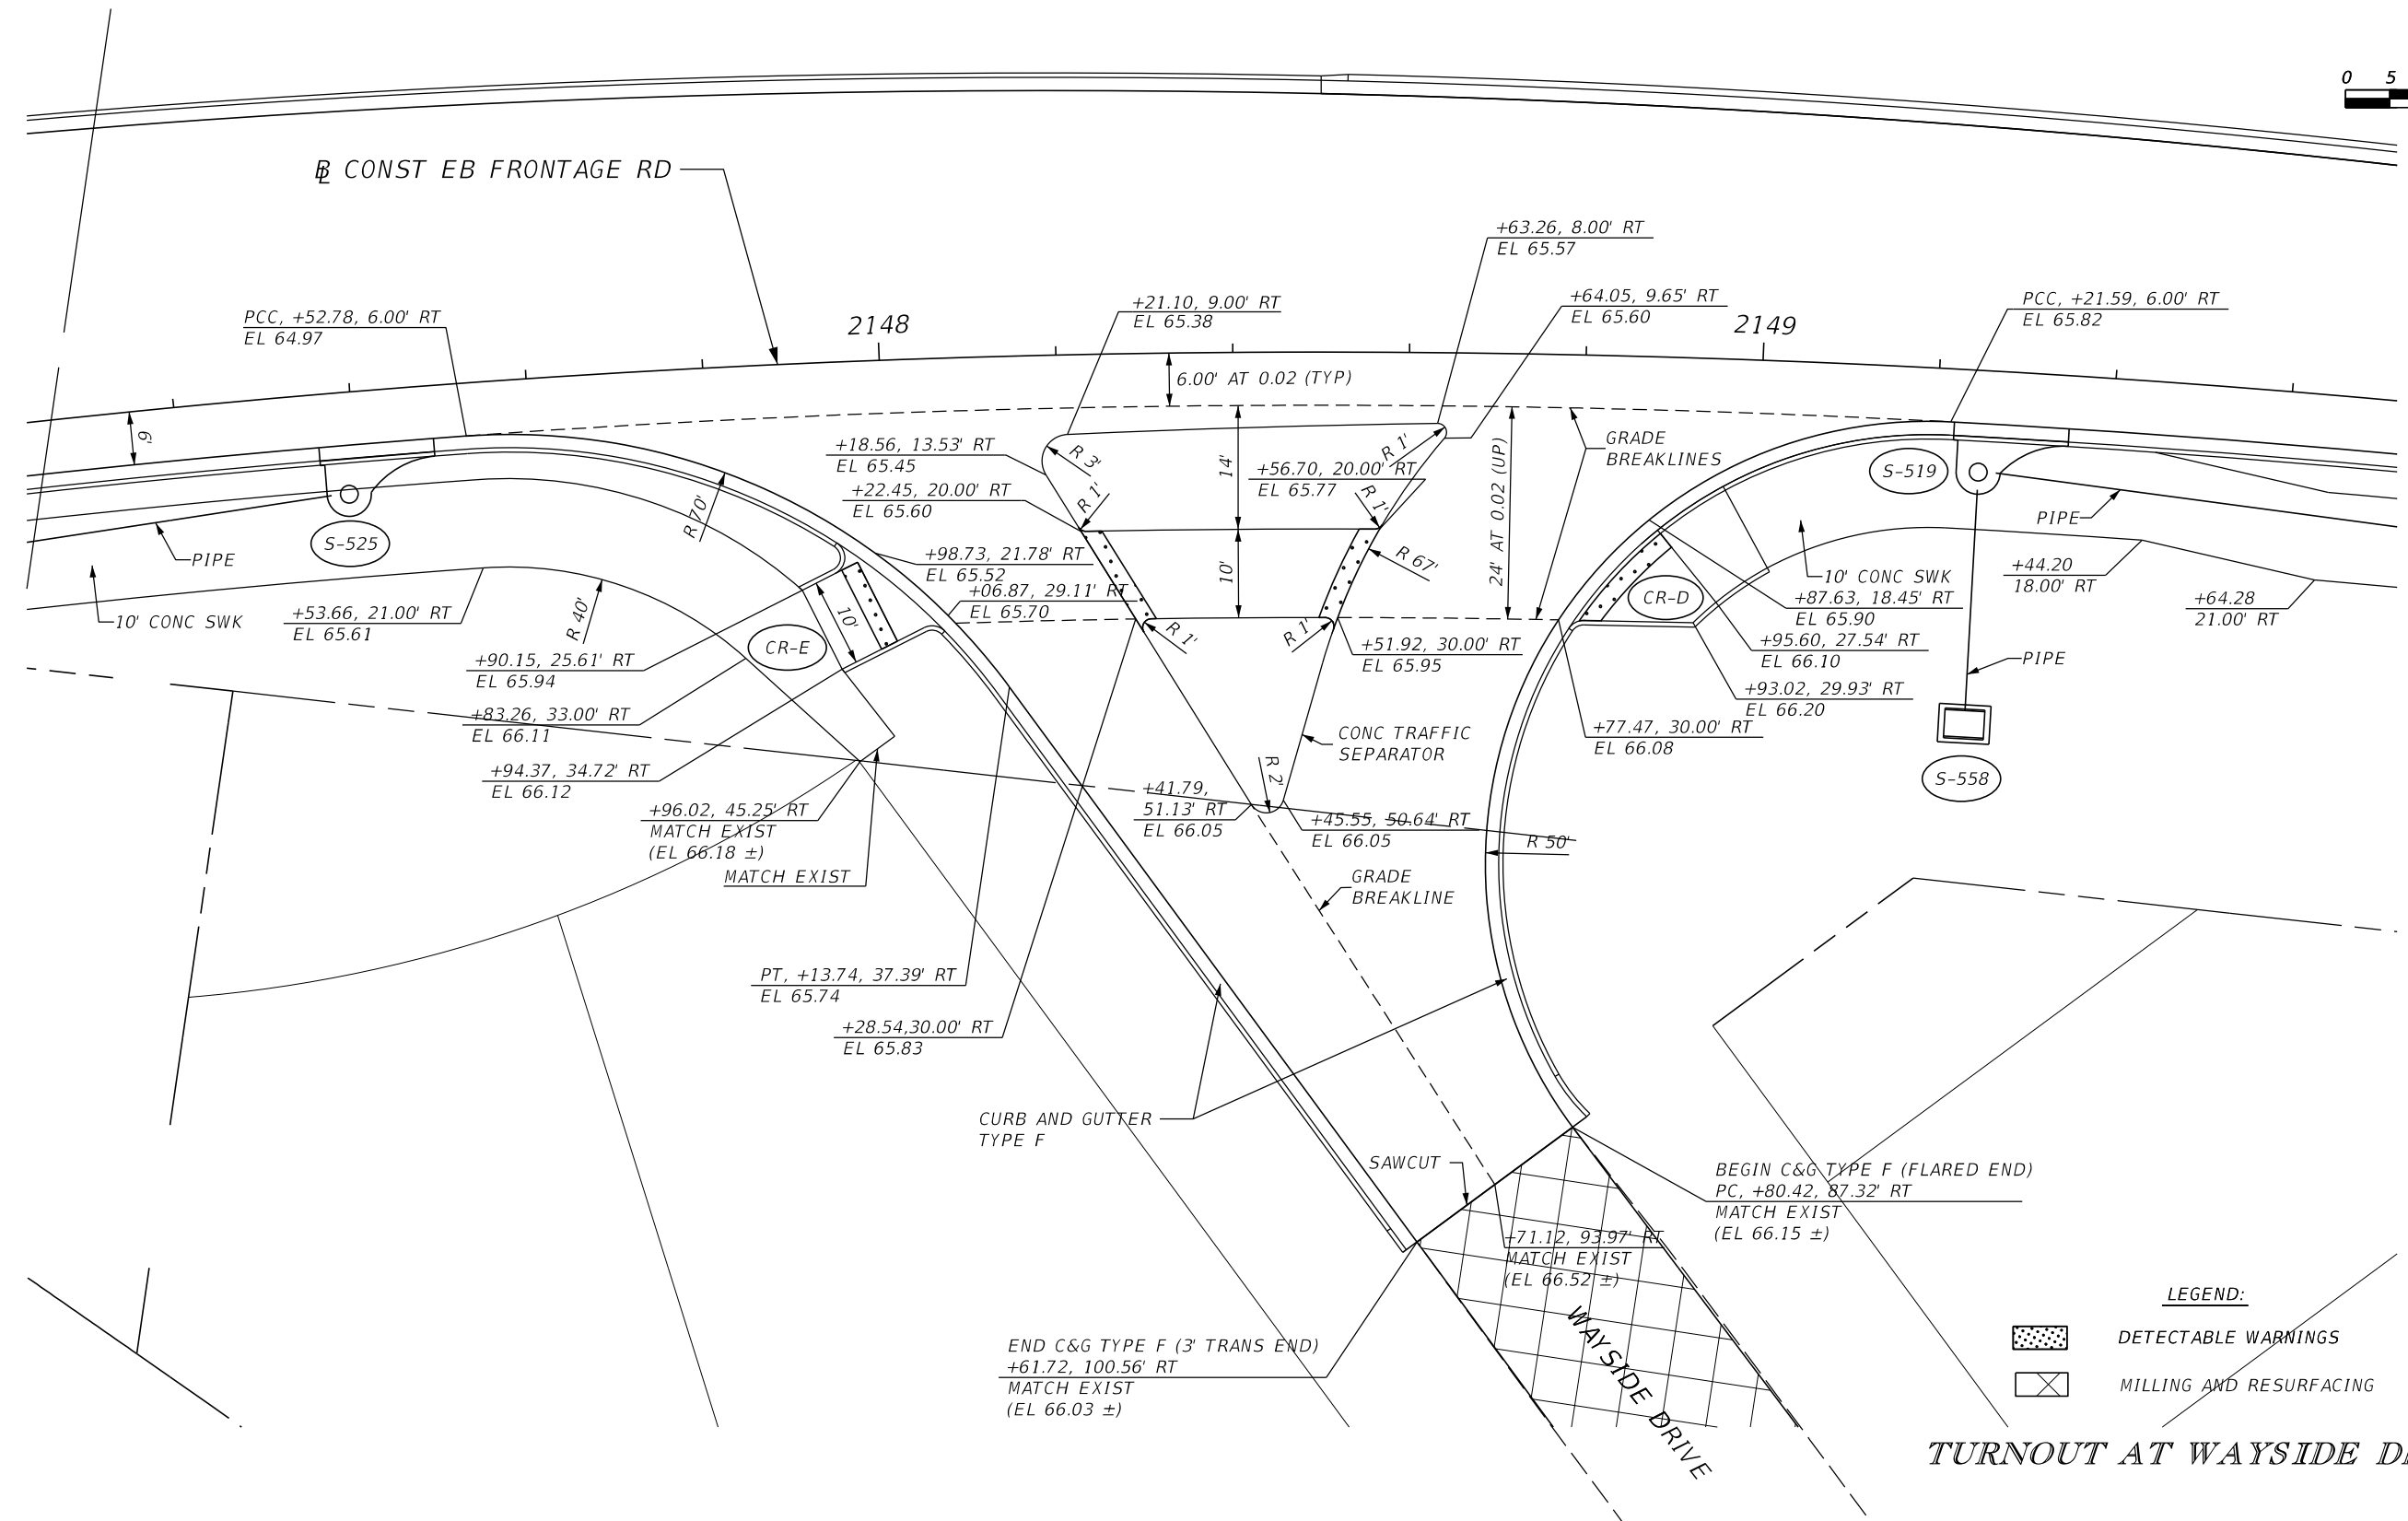 0 5
℄ CONST EB FRONTAGE RD
+63.26, 8.00' RT
EL 65.57
PCC, +52.78, 6.00' RT
EL 64.97
2148
+21.10, 9.00' RT
EL 65.38
+64.05, 9.65' RT
EL 65.60
2149
PCC, +21.59, 6.00' RT
EL 65.82
6.00' AT 0.02 (TYP)
6'
+18.56, 13.53' RT
EL 65.45
R 3'
R 1'
14'
+56.70, 20.00' RT
EL 65.77
GRADE
BREAKLINES
24' AT 0.02 (UP)
+22.45, 20.00' RT
EL 65.60
R 1'
R 1'
R 70'
S-525
S-519
PIPE
PIPE
+98.73, 21.78' RT
EL 65.52
10'
R 67'
+06.87, 29.11' RT
EL 65.70
10' CONC SWK
+53.66, 21.00' RT
EL 65.61
R 40'
10'
CR-E
R 1'
R 1'
CR-D
10' CONC SWK
+44.20
18.00' RT
+87.63, 18.45' RT
EL 65.90
+64.28
21.00' RT
+95.60, 27.54' RT
EL 66.10
+90.15, 25.61' RT
EL 65.94
+51.92, 30.00' RT
EL 65.95
PIPE
+93.02, 29.93' RT
EL 66.20
+83.26, 33.00' RT
EL 66.11
CONC TRAFFIC
SEPARATOR
+77.47, 30.00' RT
EL 66.08
+94.37, 34.72' RT
EL 66.12
R 2'
S-558
+41.79,
51.13' RT
EL 66.05
+96.02, 45.25' RT
MATCH EXIST
(EL 66.18 ±)
+45.55, 50.64' RT
EL 66.05
R 50'
MATCH EXIST
GRADE
BREAKLINE
PT, +13.74, 37.39' RT
EL 65.74
+28.54,30.00' RT
EL 65.83
CURB AND GUTTER
TYPE F
SAWCUT
BEGIN C&G TYPE F (FLARED END)
PC, +80.42, 87.32' RT
MATCH EXIST
(EL 66.15 ±)
+71.12, 93.97' RT
MATCH EXIST
(EL 66.52 ±)
WAYSIDE DRIVE
END C&G TYPE F (3' TRANS END)
+61.72, 100.56' RT
MATCH EXIST
(EL 66.03 ±)
LEGEND:
DETECTABLE WARNINGS
MILLING AND RESURFACING
TURNOUT AT WAYSIDE